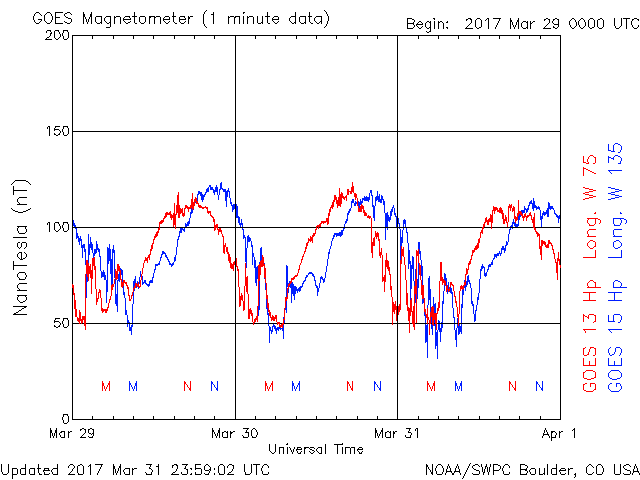 GOES Magnetometer (1 minute data)
Begin: 2017 Mar 29 0000 UTC
200
150
100
50
0
NanoTesla (nT)
M M N N M M N N M M N N
Mar 29 Mar 30 Mar 31 Apr 1
Universal Time
GOES 13 Hp Long. W 75
GOES 15 Hp Long. W 135
Updated 2017 Mar 31 23:59:02 UTC
NOAA/SWPC Boulder, CO USA